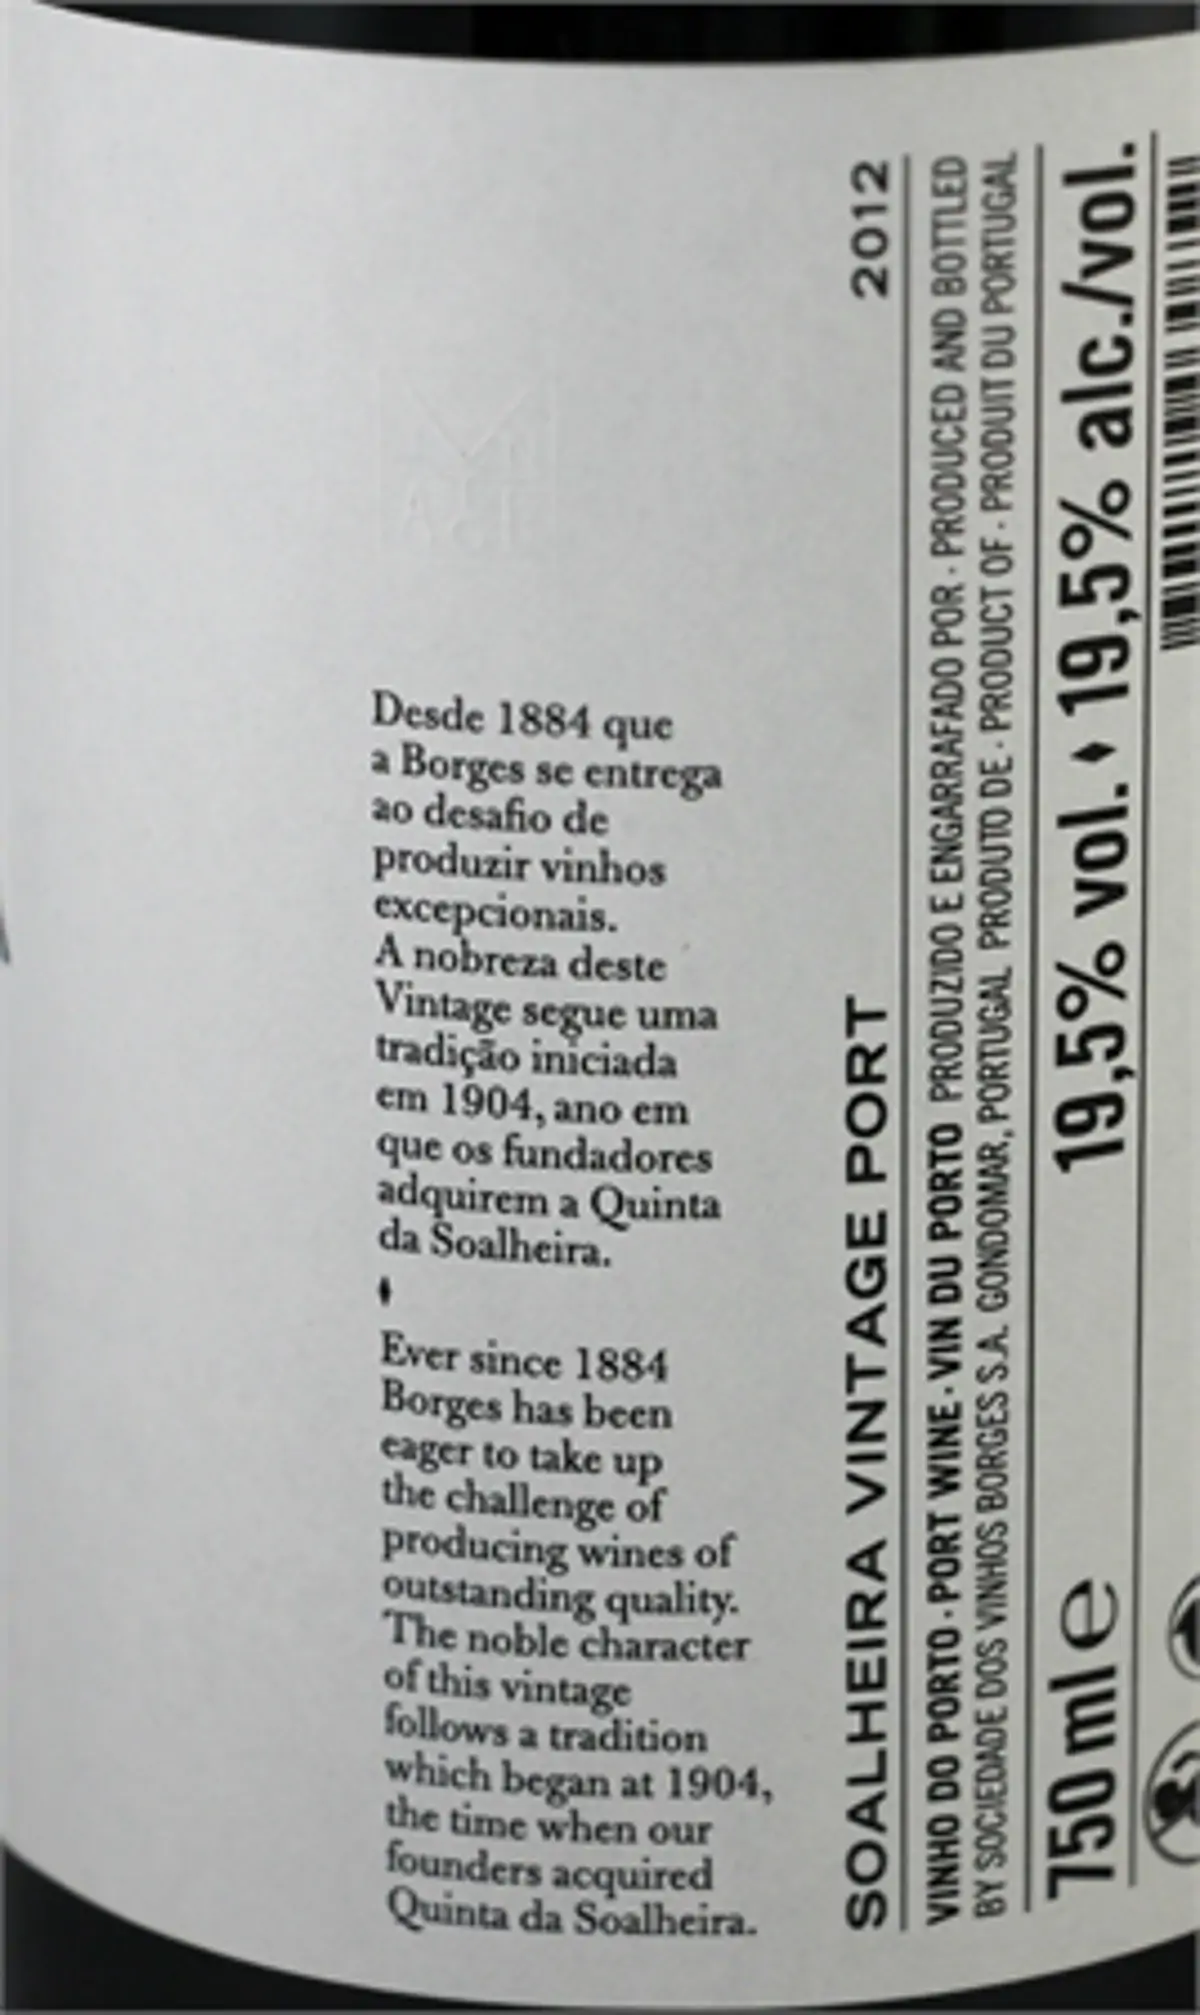 Desde 1884 que
a Borges se entrega
ao desafio de
produzir vinhos
excepcionais.
A nobreza deste
Vintage segue uma
tradição iniciada
em 1904, ano em
que os fundadores
adquirem a Quinta
da Soalheira.
Ever since 1884
Borges has been
eager to take up
the challenge of
producing wines of
outstanding quality.
The noble character
of this vintage
follows a tradition
which began at 1904,
the time when our
founders acquired
Quinta da Soalheira.
SOALHEIRA VINTAGE PORT 2012
VINHO DO PORTO · PORT WINE · VIN DU PORTO PRODUZIDO E ENGARRAFADO POR · PRODUCED AND BOTTLED
BY SOCIEDADE DOS VINHOS BORGES S.A. GONDOMAR, PORTUGAL PRODUTO DE · PRODUCT OF · PRODUIT DU PORTUGAL
750 ml e 19,5% vol. ♦ 19,5% alc./vol.